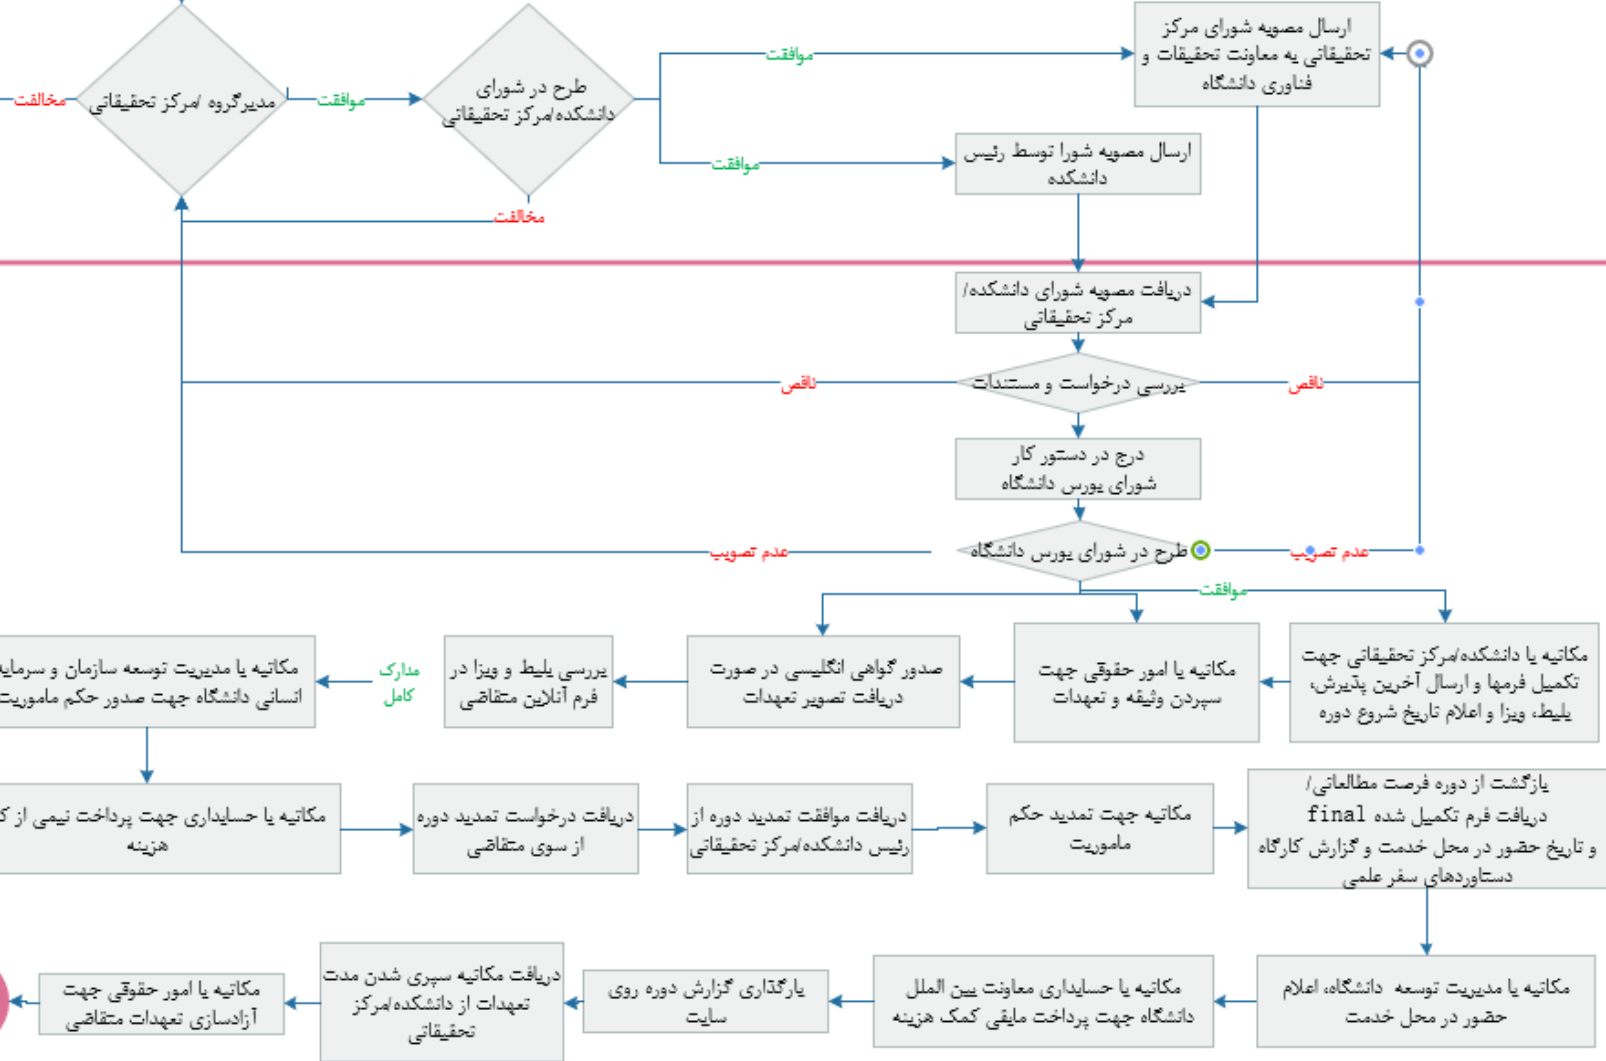 ارسال مصوبه شورای مرکز
تحقیقاتی به معاونت تحقیقات و
فناوری دانشگاه
موافقت
طرح در شورای
دانشکده/مرکز تحقیقاتی
موافقت
مدیرگروه /مرکز تحقیقاتی
مخالفت
ارسال مصوبه شورا توسط رئیس
دانشکده
موافقت
مخالفت
دریافت مصوبه شورای دانشکده/
مرکز تحقیقاتی
ناقص
بررسی درخواست و مستندات
ناقص
درج در دستور کار
شورای بورس دانشگاه
عدم تصویب
طرح در شورای بورس دانشگاه
عدم تصویب
موافقت
مکاتبه با دانشکده/مرکز تحقیقاتی جهت
تکمیل فرمها و ارسال آخرین پذیرش،
بلیط، ویزا و اعلام تاریخ شروع دوره
مکاتبه با امور حقوقی جهت
سپردن وثیقه و تعهدات
صدور گواهی انگلیسی در صورت
دریافت تصویر تعهدات
بررسی بلیط و ویزا در
فرم آنلاین متقاضی
مدارک
کامل
مکاتبه با مدیریت توسعه سازمان و سرمایه
انسانی دانشگاه جهت صدور حکم ماموریت
مکاتبه با حسابداری جهت پرداخت نیمی از
هزینه
دریافت درخواست تمدید دوره
از سوی متقاضی
دریافت موافقت تمدید دوره از
رئیس دانشکده/مرکز تحقیقاتی
مکاتبه جهت تمدید حکم
ماموریت
بازگشت از دوره فرصت مطالعاتی/
دریافت فرم تکمیل شده final
و تاریخ حضور در محل خدمت و گزارش کارگاه
دستاوردهای سفر علمی
مکاتبه با مدیریت توسعه دانشگاه، اعلام
حضور در محل خدمت
مکاتبه با حسابداری معاونت بین الملل
دانشگاه جهت پرداخت مابقی کمک هزینه
بارگذاری گزارش دوره روی
سایت
دریافت مکاتبه سپری شدن مدت
تعهدات از دانشکده/مرکز
تحقیقاتی
مکاتبه با امور حقوقی جهت
آزادسازی تعهدات متقاضی